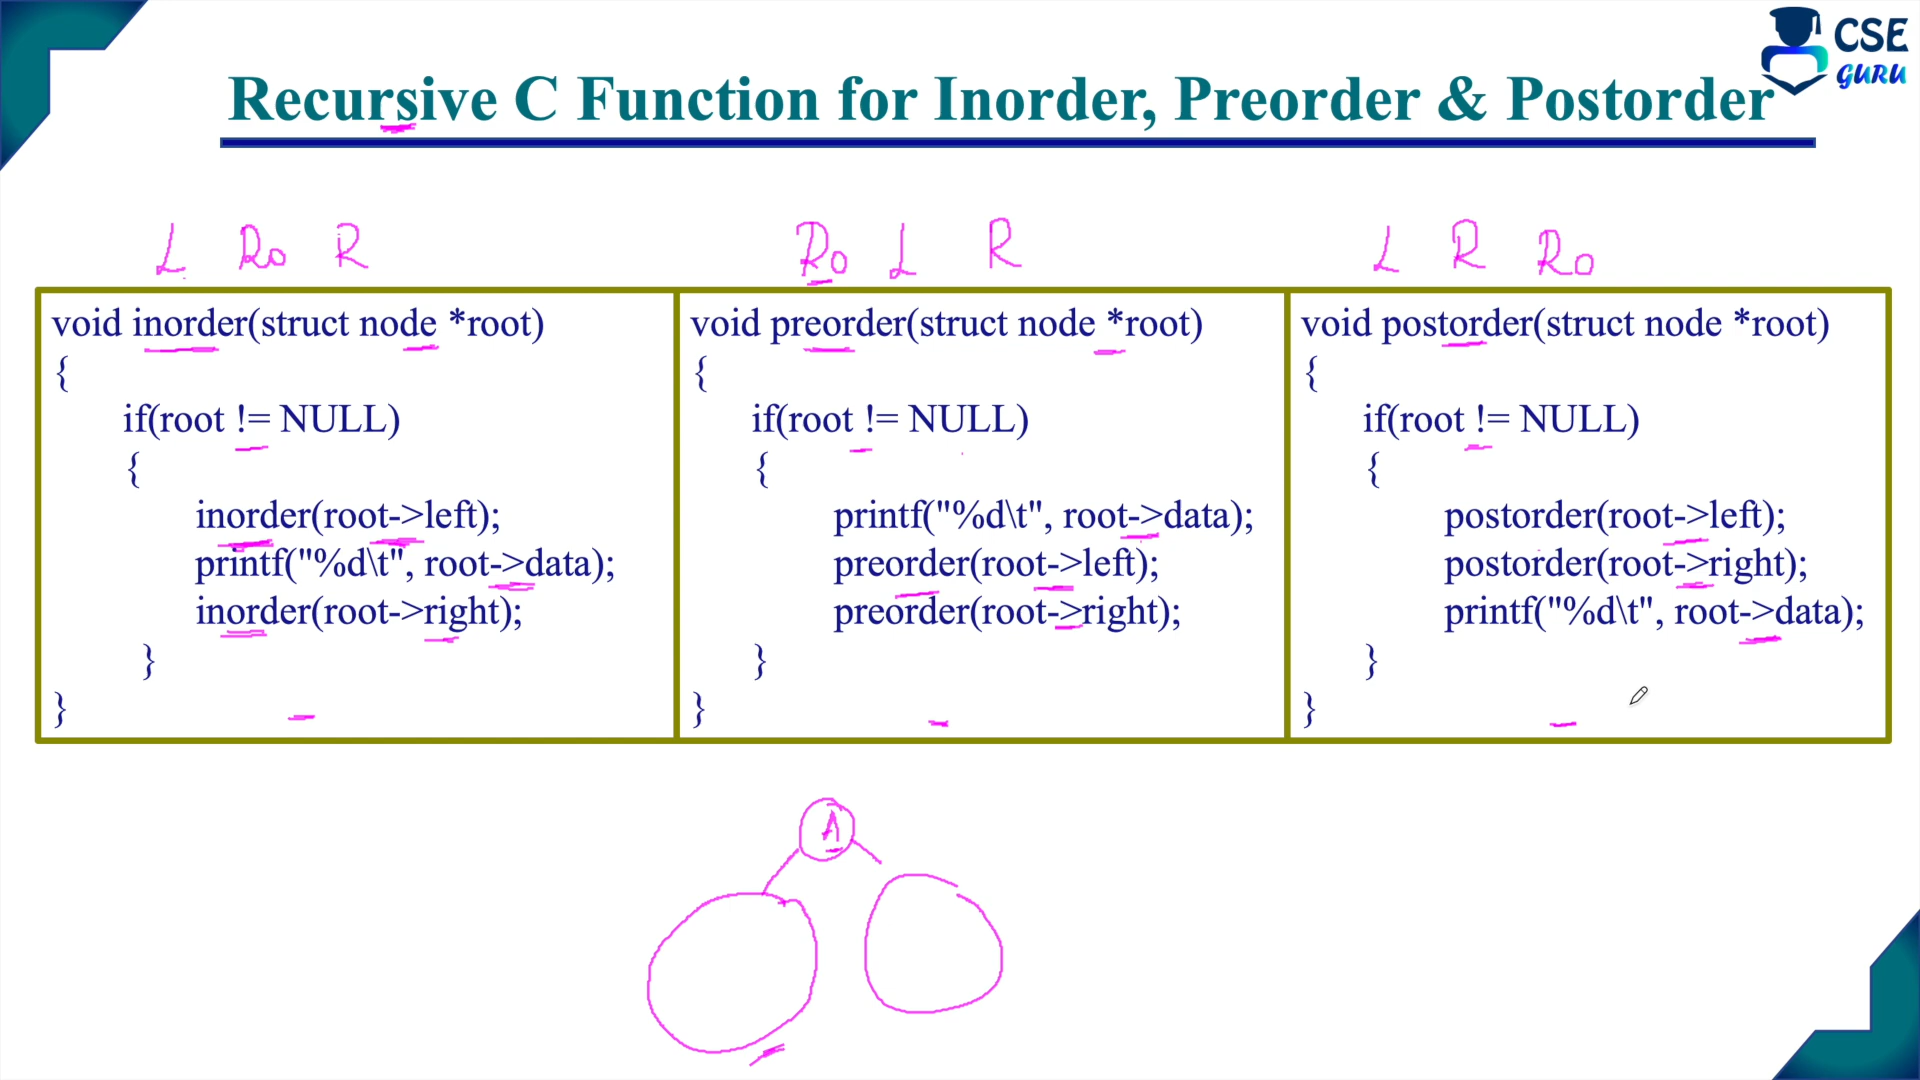 CSE
GURU
Recursive C Function for Inorder, Preorder & Postorder
L Ro R
Ro L R
L R Ro
void inorder(struct node *root)
{
if(root != NULL)
{
inorder(root->left);
printf("%d\t", root->data);
inorder(root->right);
}
}
void preorder(struct node *root)
{
if(root != NULL)
{
printf("%d\t", root->data);
preorder(root->left);
preorder(root->right);
}
}
void postorder(struct node *root)
{
if(root != NULL)
{
postorder(root->left);
postorder(root->right);
printf("%d\t", root->data);
}
}
A